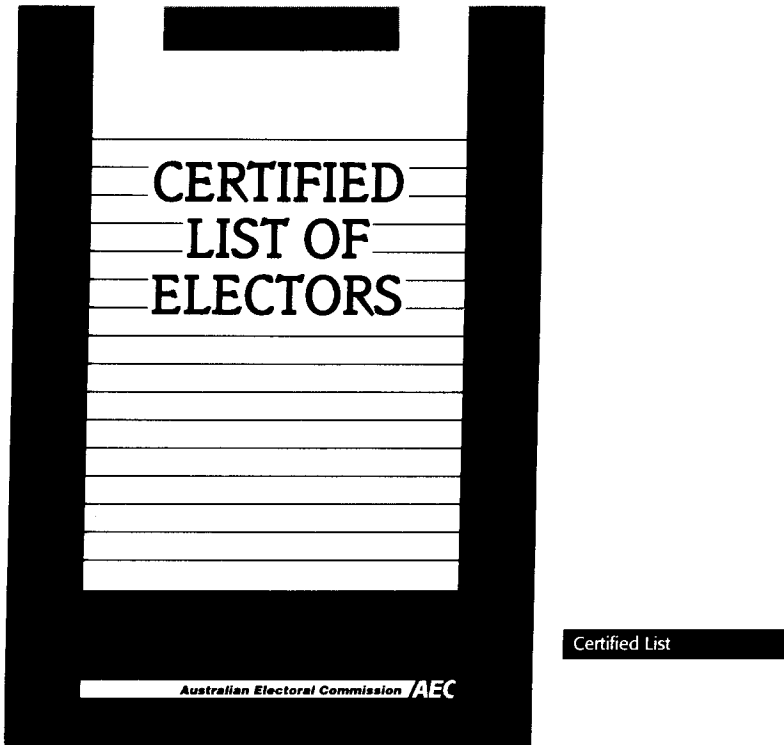 CERTIFIED
LIST OF
ELECTORS
Certified List
Australian Electoral Commission AEC